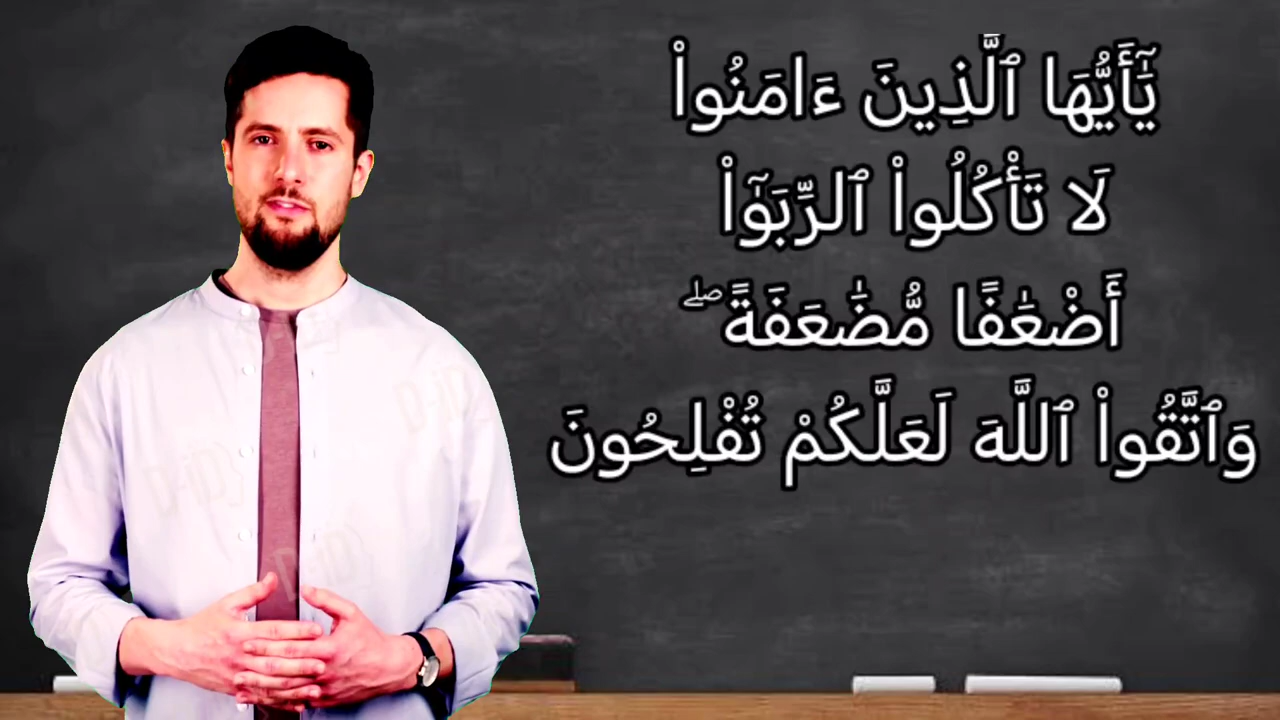 يَٰٓأَيُّهَا ٱلَّذِينَ ءَامَنُوا۟
لَا تَأْكُلُوا۟ ٱلرِّبَوٰٓا۟
أَضْعَٰفًا مُّضَٰعَفَةً ۖ
وَٱتَّقُوا۟ ٱللَّهَ لَعَلَّكُمْ تُفْلِحُونَ